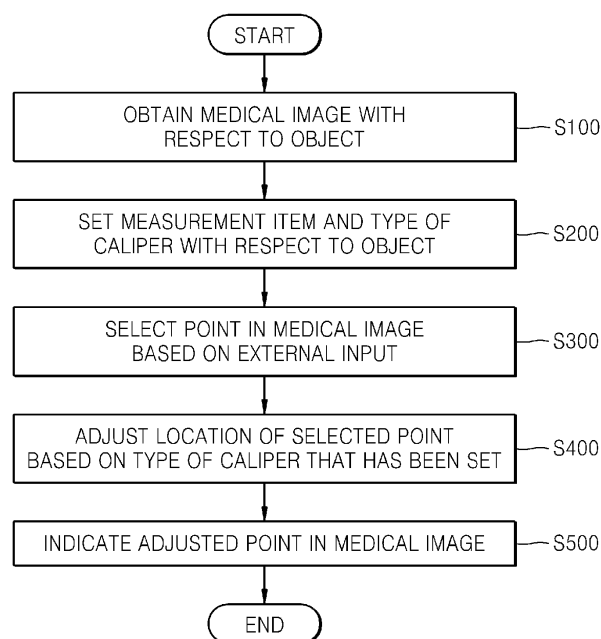 START
OBTAIN MEDICAL IMAGE WITH
RESPECT TO OBJECT
S100
SET MEASUREMENT ITEM AND TYPE OF
CALIPER WITH RESPECT TO OBJECT
S200
SELECT POINT IN MEDICAL IMAGE
BASED ON EXTERNAL INPUT
S300
ADJUST LOCATION OF SELECTED POINT
BASED ON TYPE OF CALIPER THAT HAS BEEN SET
S400
INDICATE ADJUSTED POINT IN MEDICAL IMAGE
S500
END